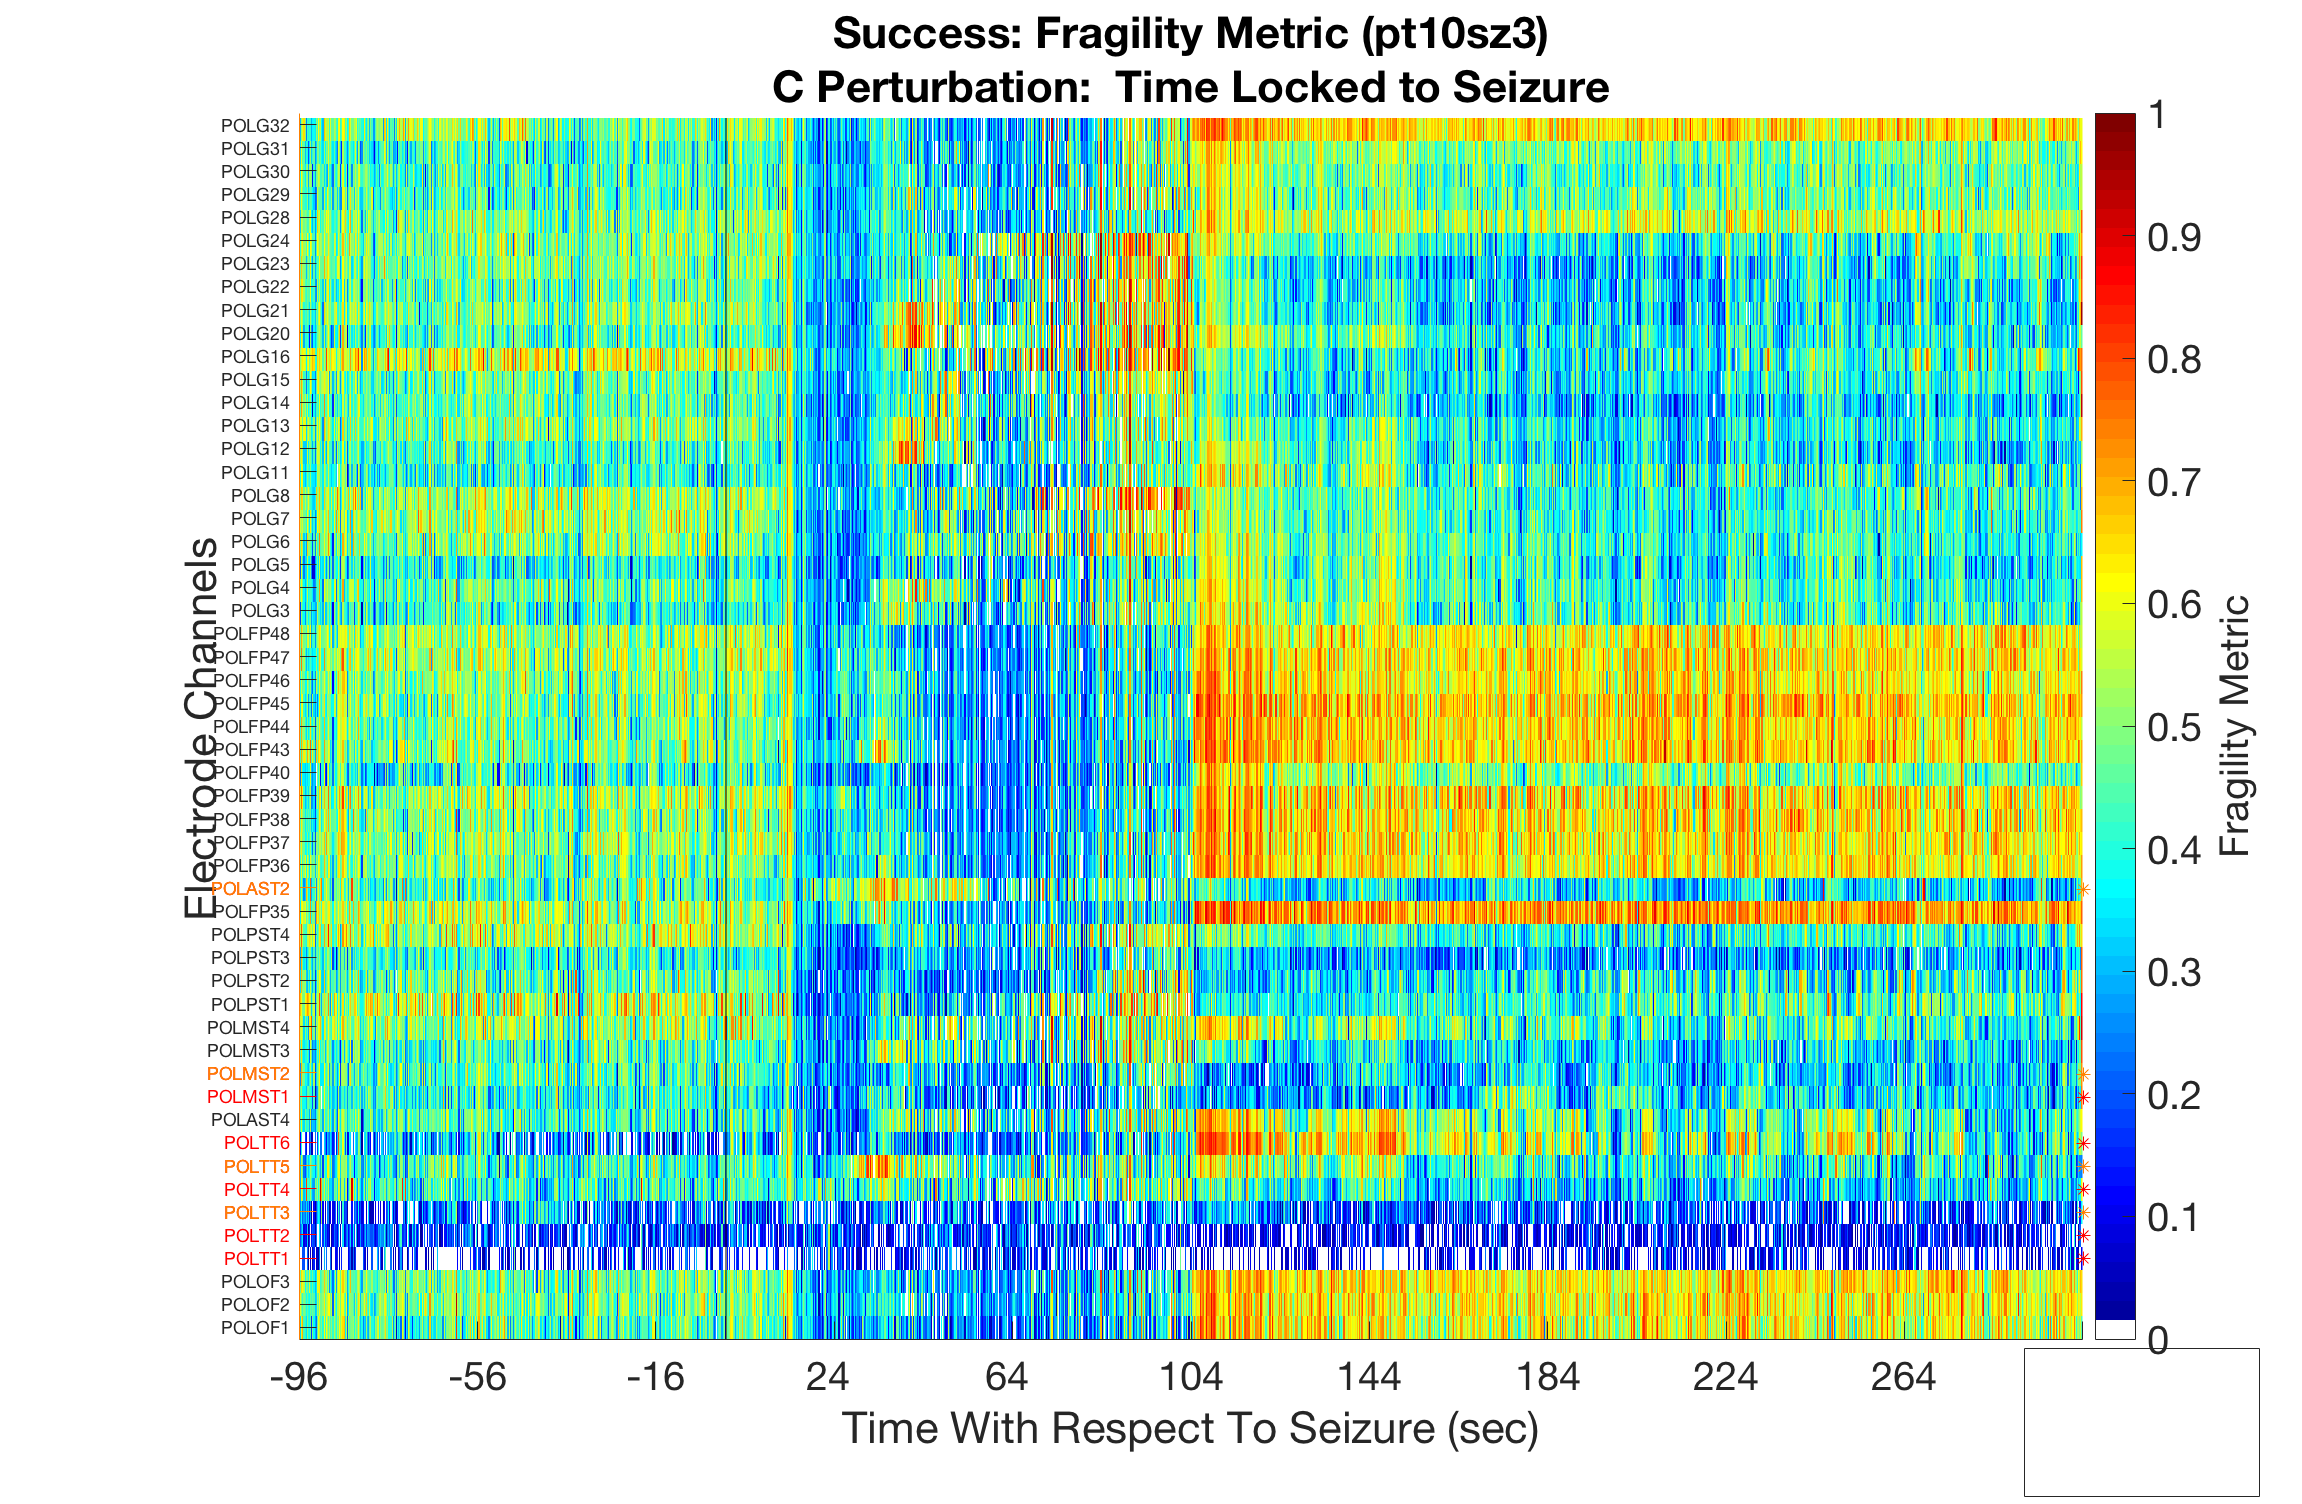 Success: Fragility Metric (pt10sz3)
C Perturbation:  Time Locked to Seizure
Electrode Channels
POLG32
POLG31
POLG30
POLG29
POLG28
POLG24
POLG23
POLG22
POLG21
POLG20
POLG16
POLG15
POLG14
POLG13
POLG12
POLG11
POLG8
POLG7
POLG6
POLG5
POLG4
POLG3
POLFP48
POLFP47
POLFP46
POLFP45
POLFP44
POLFP43
POLFP40
POLFP39
POLFP38
POLFP37
POLFP36
POLAST2
POLFP35
POLPST4
POLPST3
POLPST2
POLPST1
POLMST4
POLMST3
POLMST2
POLMST1
POLAST4
POLTT6
POLTT5
POLTT4
POLTT3
POLTT2
POLTT1
POLOF3
POLOF2
POLOF1
-96 -56 -16 24 64 104 144 184 224 264
Time With Respect To Seizure (sec)
1
0.9
0.8
0.7
0.6
0.5
0.4
0.3
0.2
0.1
0
Fragility Metric